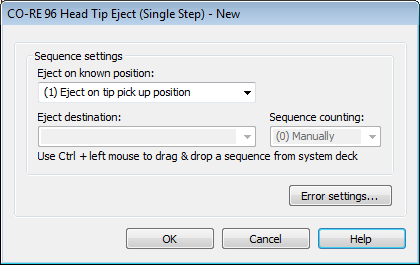 CO-RE 96 Head Tip Eject (Single Step) - New
Sequence settings
Eject on known position:
(1) Eject on tip pick up position
Eject destination:
Sequence counting:
(0) Manually
Use Ctrl + left mouse to drag & drop a sequence from system deck
Error settings...
OK
Cancel
Help